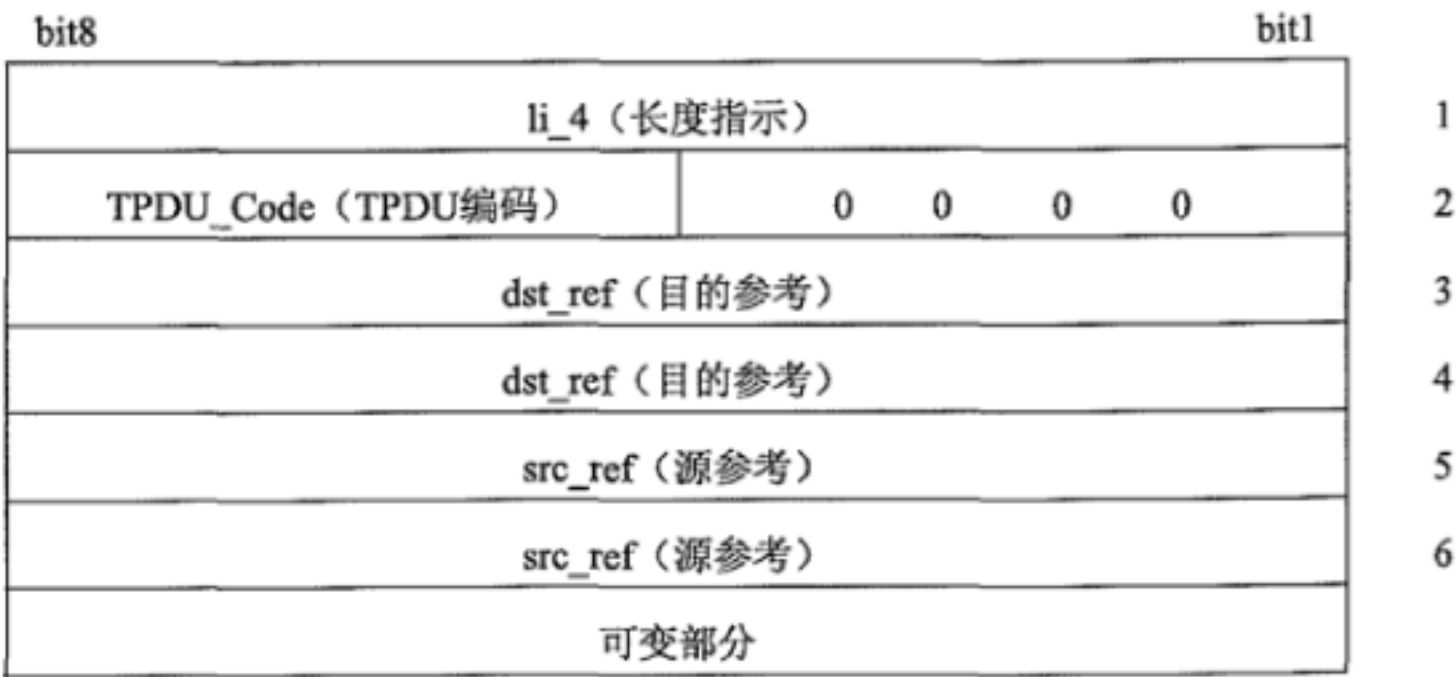 bit8 bit1
li_4（长度指示） 1
TPDU_Code（TPDU编码） 0 0 0 0 2
dst_ref（目的参考） 3
dst_ref（目的参考） 4
src_ref（源参考） 5
src_ref（源参考） 6
可变部分